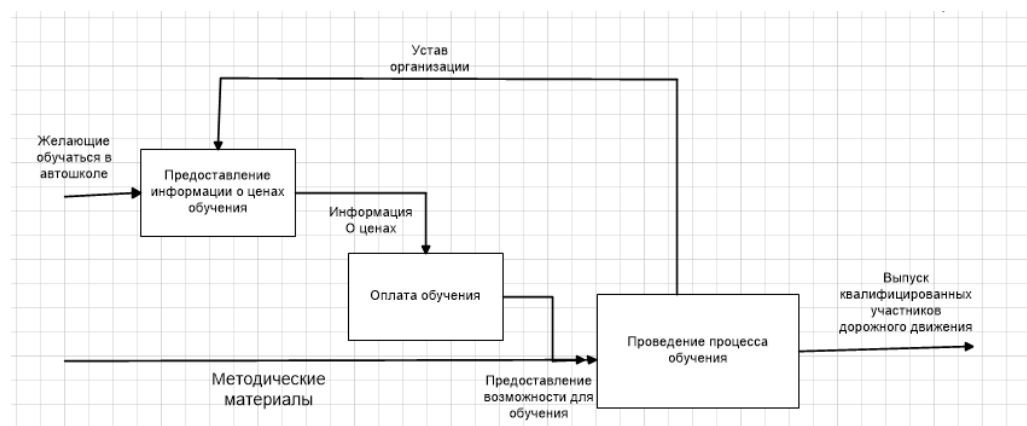 Устав
организации
Желающие
обучаться в
автошколе
Предоставление
информации о ценах
обучения
Информация
О ценах
Оплата обучения
Выпуск
квалифицированных
участников
дорожного движения
Проведение процесса
обучения
Методические
материалы
Предоставление
возможности для
обучения